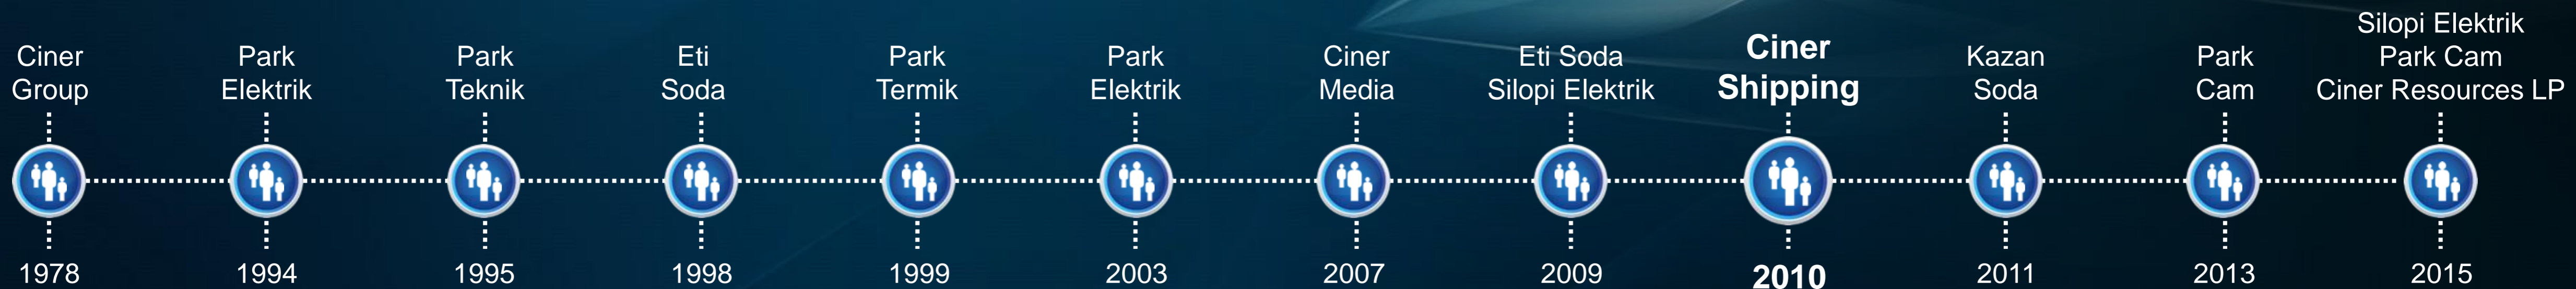 Ciner
Group
1978
Park
Elektrik
1994
Park
Teknik
1995
Eti
Soda
1998
Park
Termik
1999
Park
Elektrik
2003
Ciner
Media
2007
Eti Soda
Silopi Elektrik
2009
Ciner
Shipping
2010
Kazan
Soda
2011
Park
Cam
2013
Silopi Elektrik
Park Cam
Ciner Resources LP
2015